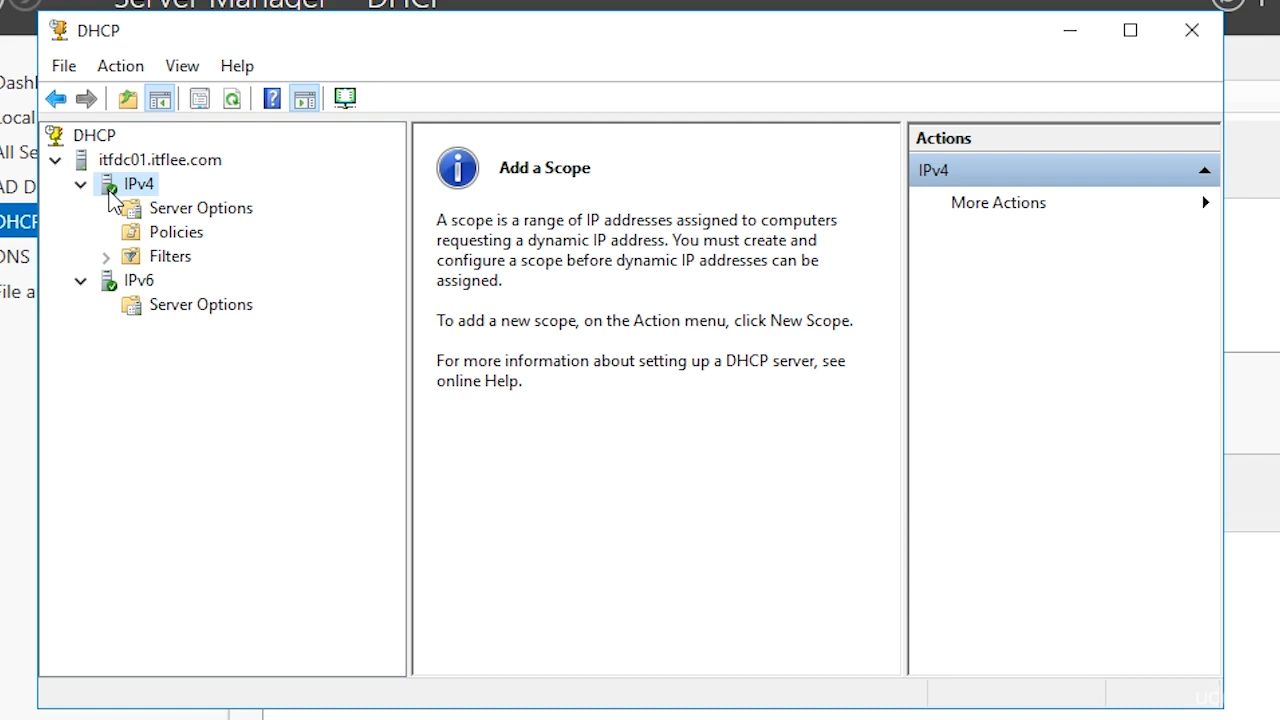 Server Manager DHCP
DHCP
File Action View Help
DHCP
itfdc01.itflee.com
IPv4
Server Options
Policies
Filters
IPv6
Server Options
Add a Scope
A scope is a range of IP addresses assigned to computers
requesting a dynamic IP address. You must create and
configure a scope before dynamic IP addresses can be
assigned.
To add a new scope, on the Action menu, click New Scope.
For more information about setting up a DHCP server, see
online Help.
Actions
IPv4
More Actions
Dashl
ocal
All Se
AD D
DHCP
ONS
File a